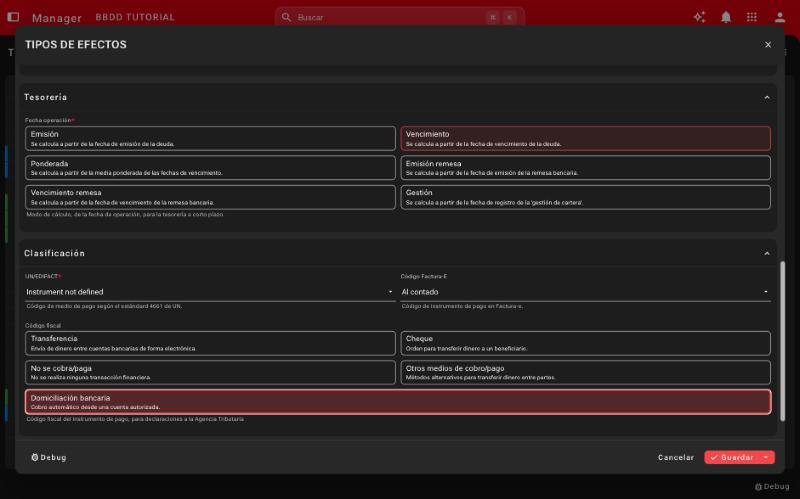 Manager BBDD TUTORIAL
Buscar ⌘ K
TIPOS DE EFECTOS
Tesorería
Fecha operación*
Emisión
Se calcula a partir de la fecha de emisión de la deuda.
Vencimiento
Se calcula a partir de la fecha de vencimiento de la deuda.
Ponderada
Se calcula a partir de la media ponderada de las fechas de vencimiento.
Emisión remesa
Se calcula a partir de la fecha de emisión de la remesa bancaria.
Vencimiento remesa
Se calcula a partir de la fecha de vencimiento de la remesa bancaria.
Gestión
Se calcula a partir de la fecha de registro de la 'gestión de cartera'.
Modo de cálculo, de la fecha de operación, para la tesorería a corto plazo.
Clasificación
UN/EDIFACT*
Instrument not defined
Código de medio de pago según el estándar 4661 de UN.
Código Factura-E
Al contado
Código de instrumento de pago en Factura-e.
Código fiscal
Transferencia
Envío de dinero entre cuentas bancarias de forma electrónica.
Cheque
Orden para transferir dinero a un beneficiario.
No se cobra/paga
No se realiza ninguna transacción financiera.
Otros medios de cobro/pago
Métodos alternativos para transferir dinero entre partes.
Domiciliación bancaria
Cobro automático desde una cuenta autorizada.
Código fiscal del instrumento de pago, para declaraciones a la Agencia Tributaria
Debug
Cancelar
Guardar
Debug